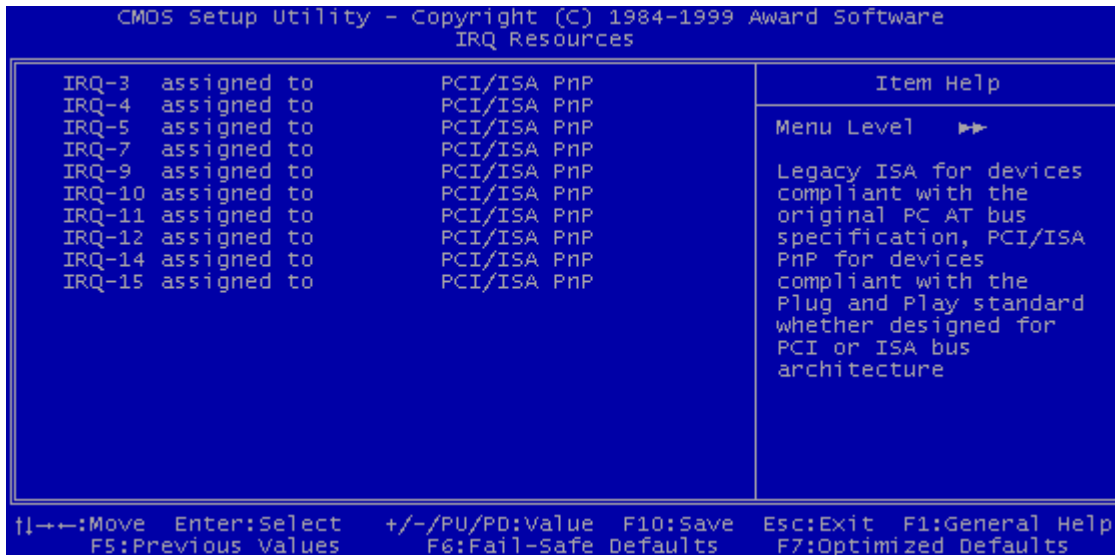 CMOS Setup Utility - Copyright (C) 1984-1999 Award Software
IRQ Resources
IRQ-3 assigned to PCI/ISA PnP
IRQ-4 assigned to PCI/ISA PnP
IRQ-5 assigned to PCI/ISA PnP
IRQ-7 assigned to PCI/ISA PnP
IRQ-9 assigned to PCI/ISA PnP
IRQ-10 assigned to PCI/ISA PnP
IRQ-11 assigned to PCI/ISA PnP
IRQ-12 assigned to PCI/ISA PnP
IRQ-14 assigned to PCI/ISA PnP
IRQ-15 assigned to PCI/ISA PnP
Item Help
Menu Level ▶▶
Legacy ISA for devices
compliant with the
original PC AT bus
specification, PCI/ISA
PnP for devices
compliant with the
Plug and Play standard
whether designed for
PCI or ISA bus
architecture
↑↓→←:Move Enter:Select +/-/PU/PD:Value F10:Save Esc:Exit F1:General Help
F5:Previous Values F6:Fail-Safe Defaults F7:Optimized Defaults